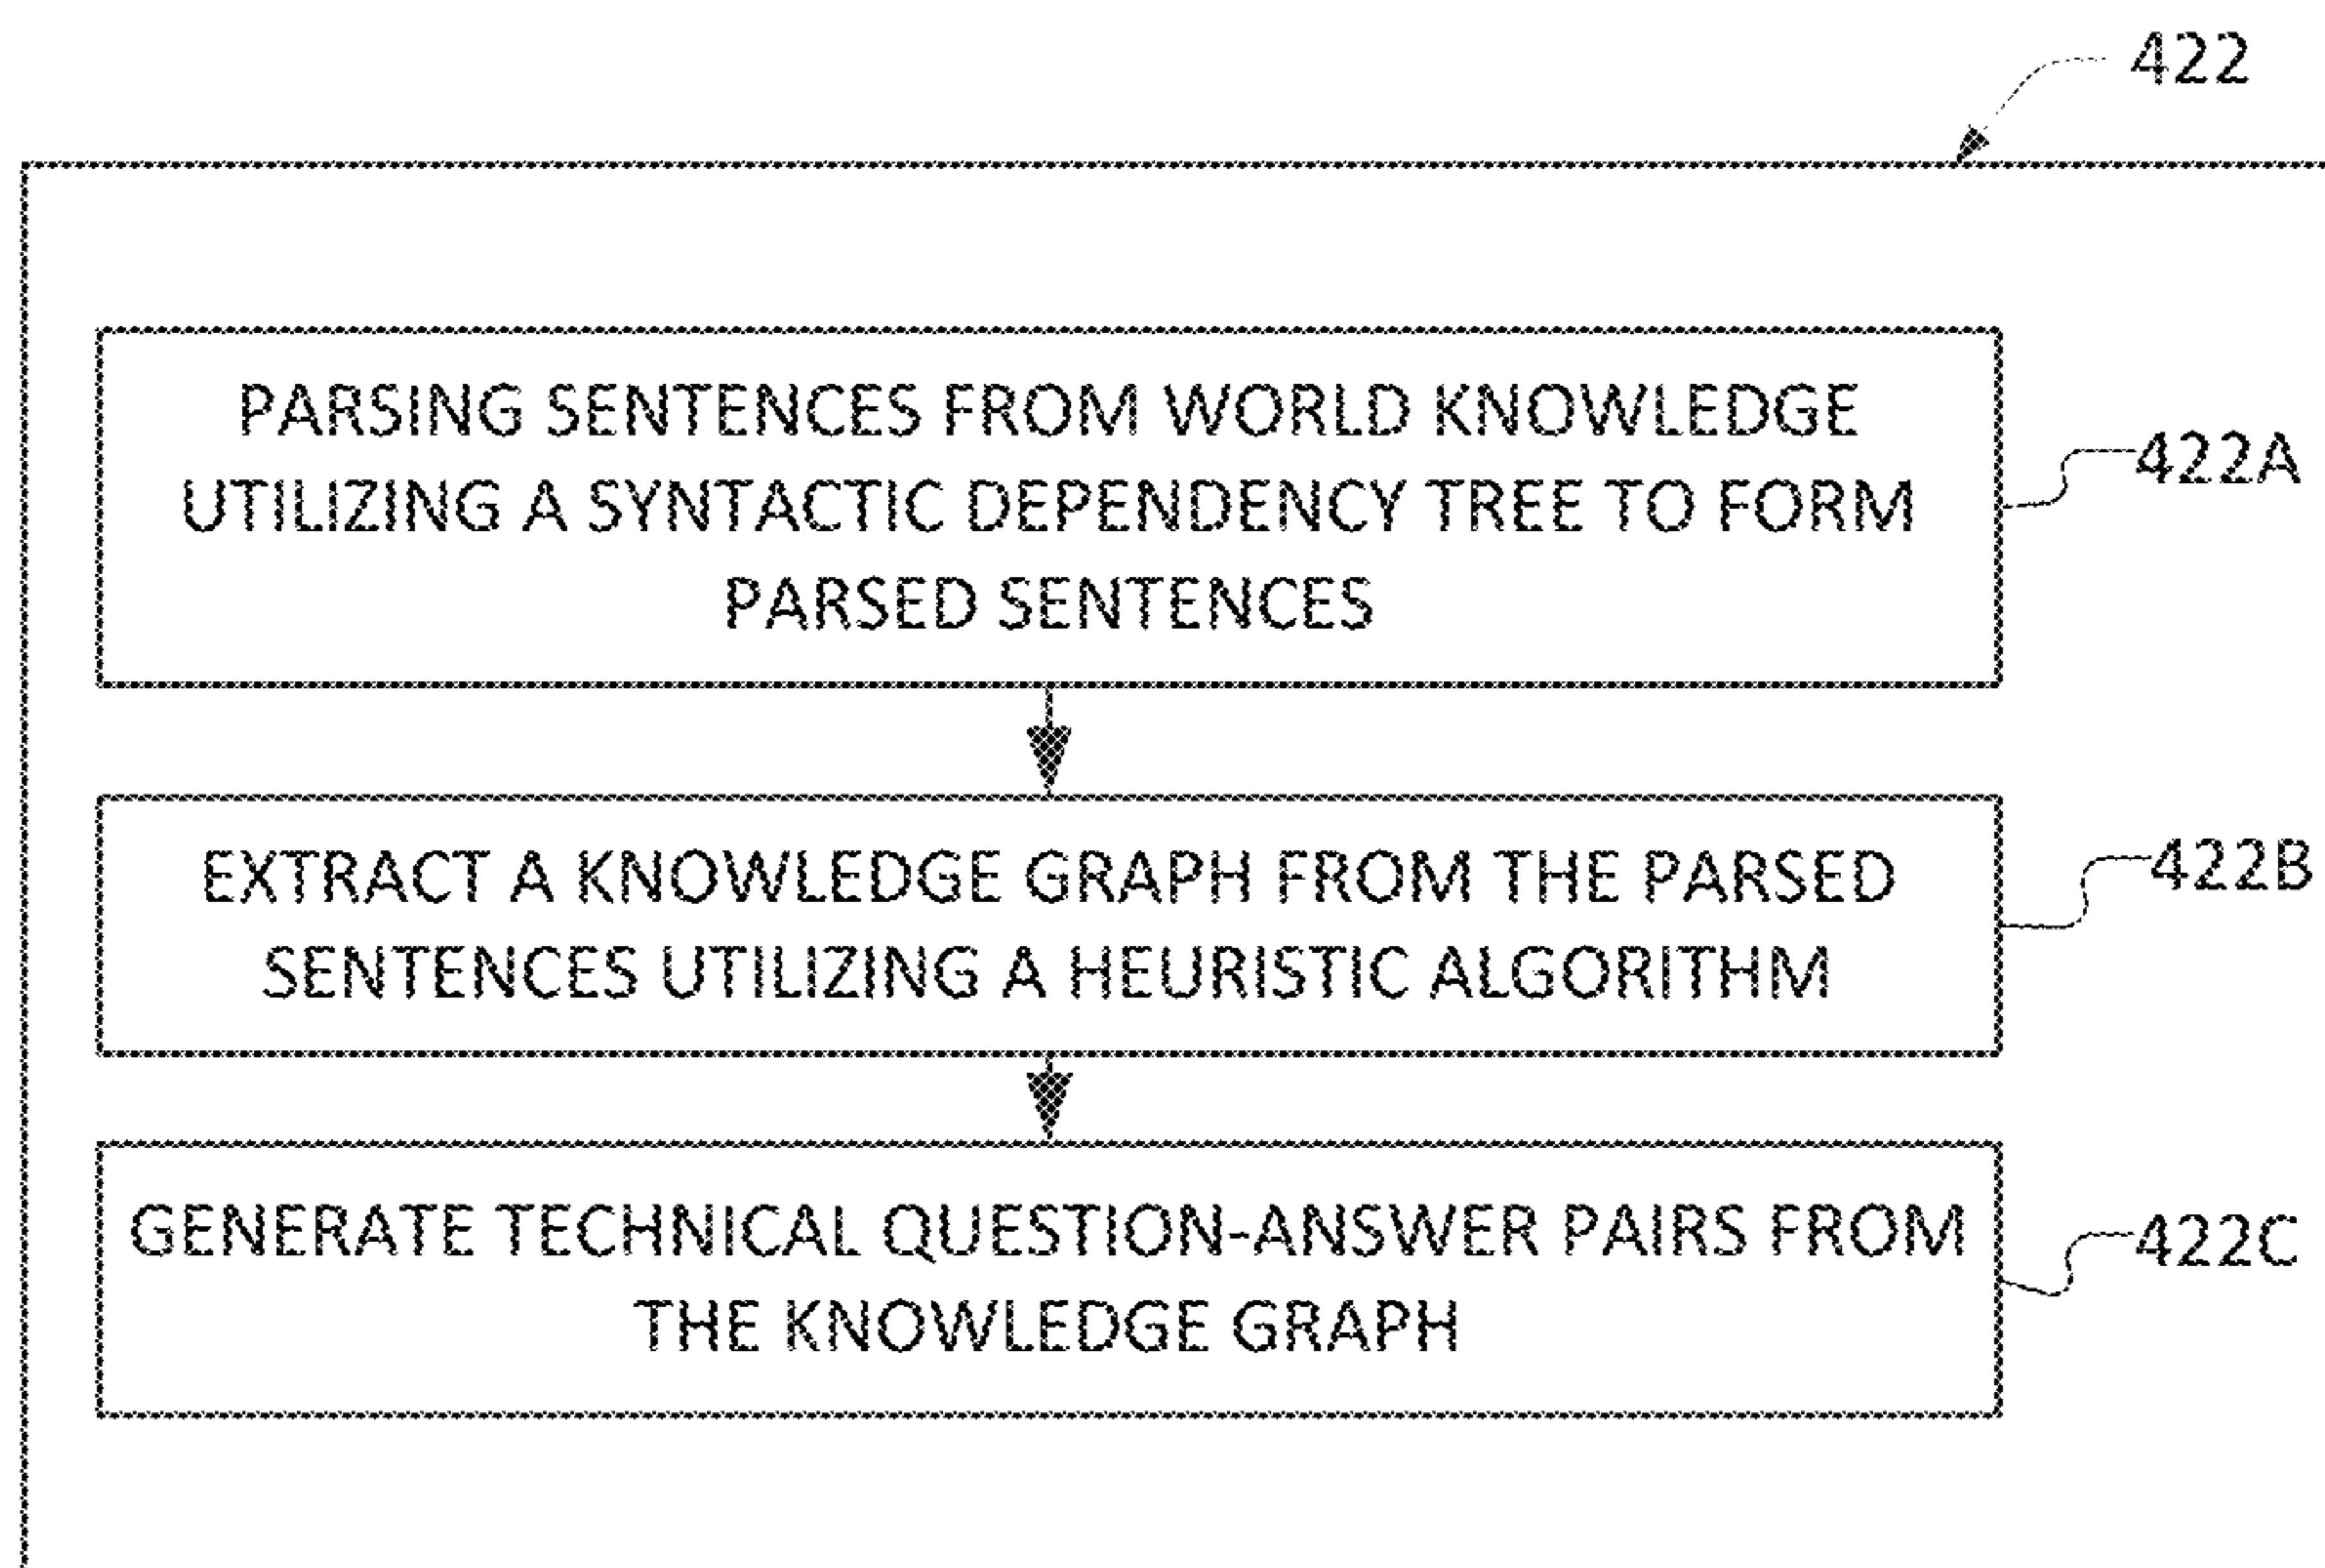 422
PARSING SENTENCES FROM WORLD KNOWLEDGE
UTILIZING A SYNTACTIC DEPENDENCY TREE TO FORM
PARSED SENTENCES
422A
EXTRACT A KNOWLEDGE GRAPH FROM THE PARSED
SENTENCES UTILIZING A HEURISTIC ALGORITHM
422B
GENERATE TECHNICAL QUESTION-ANSWER PAIRS FROM
THE KNOWLEDGE GRAPH
422C